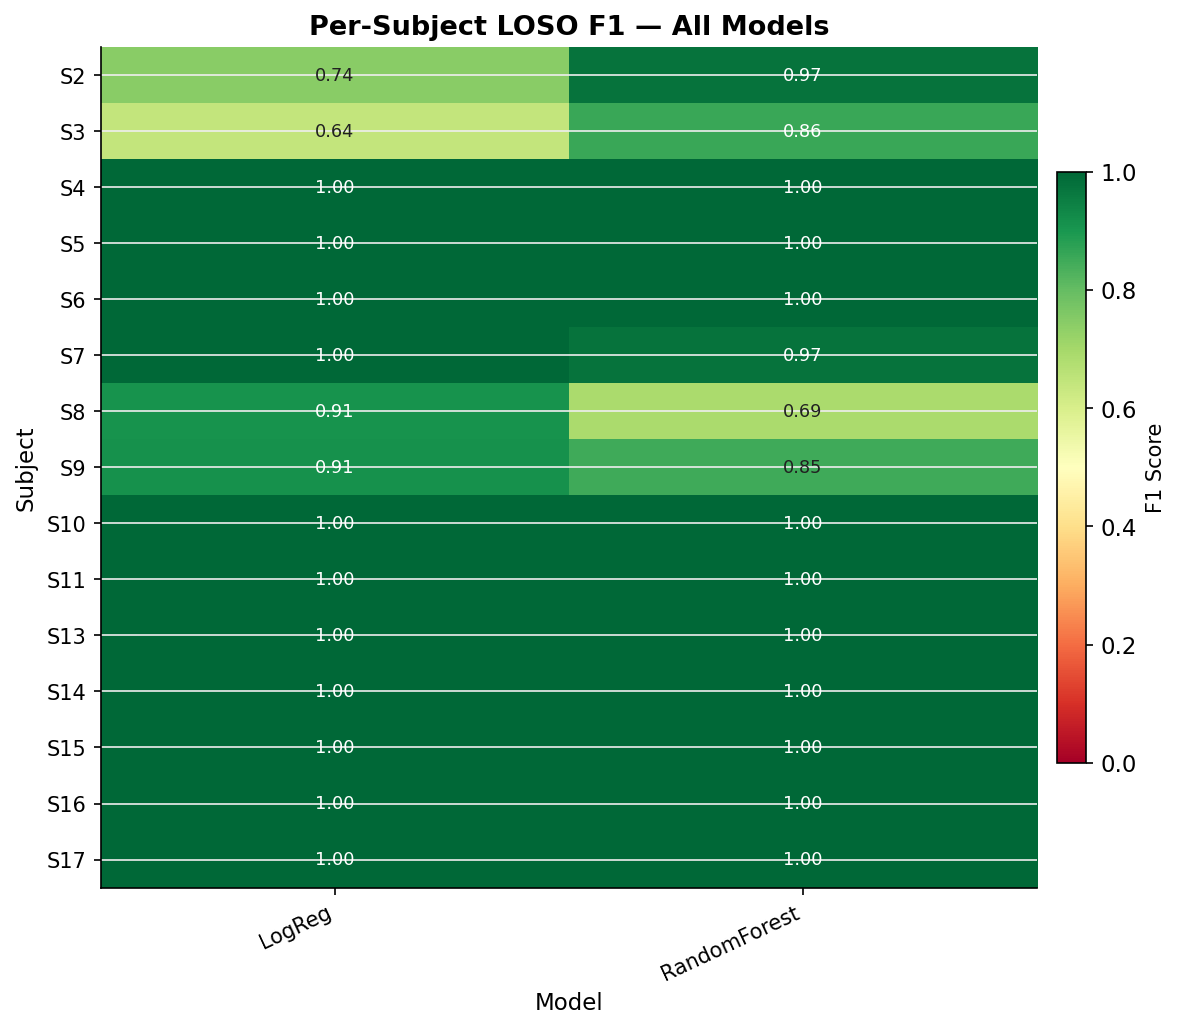 Per-Subject LOSO F1 — All Models
S2 0.74 0.97
S3 0.64 0.86
S4 1.00 1.00
S5 1.00 1.00
S6 1.00 1.00
S7 1.00 0.97
S8 0.91 0.69
S9 0.91 0.85
S10 1.00 1.00
S11 1.00 1.00
S13 1.00 1.00
S14 1.00 1.00
S15 1.00 1.00
S16 1.00 1.00
S17 1.00 1.00
Subject
LogReg RandomForest
Model
1.0
0.8
0.6
0.4
0.2
0.0
F1 Score